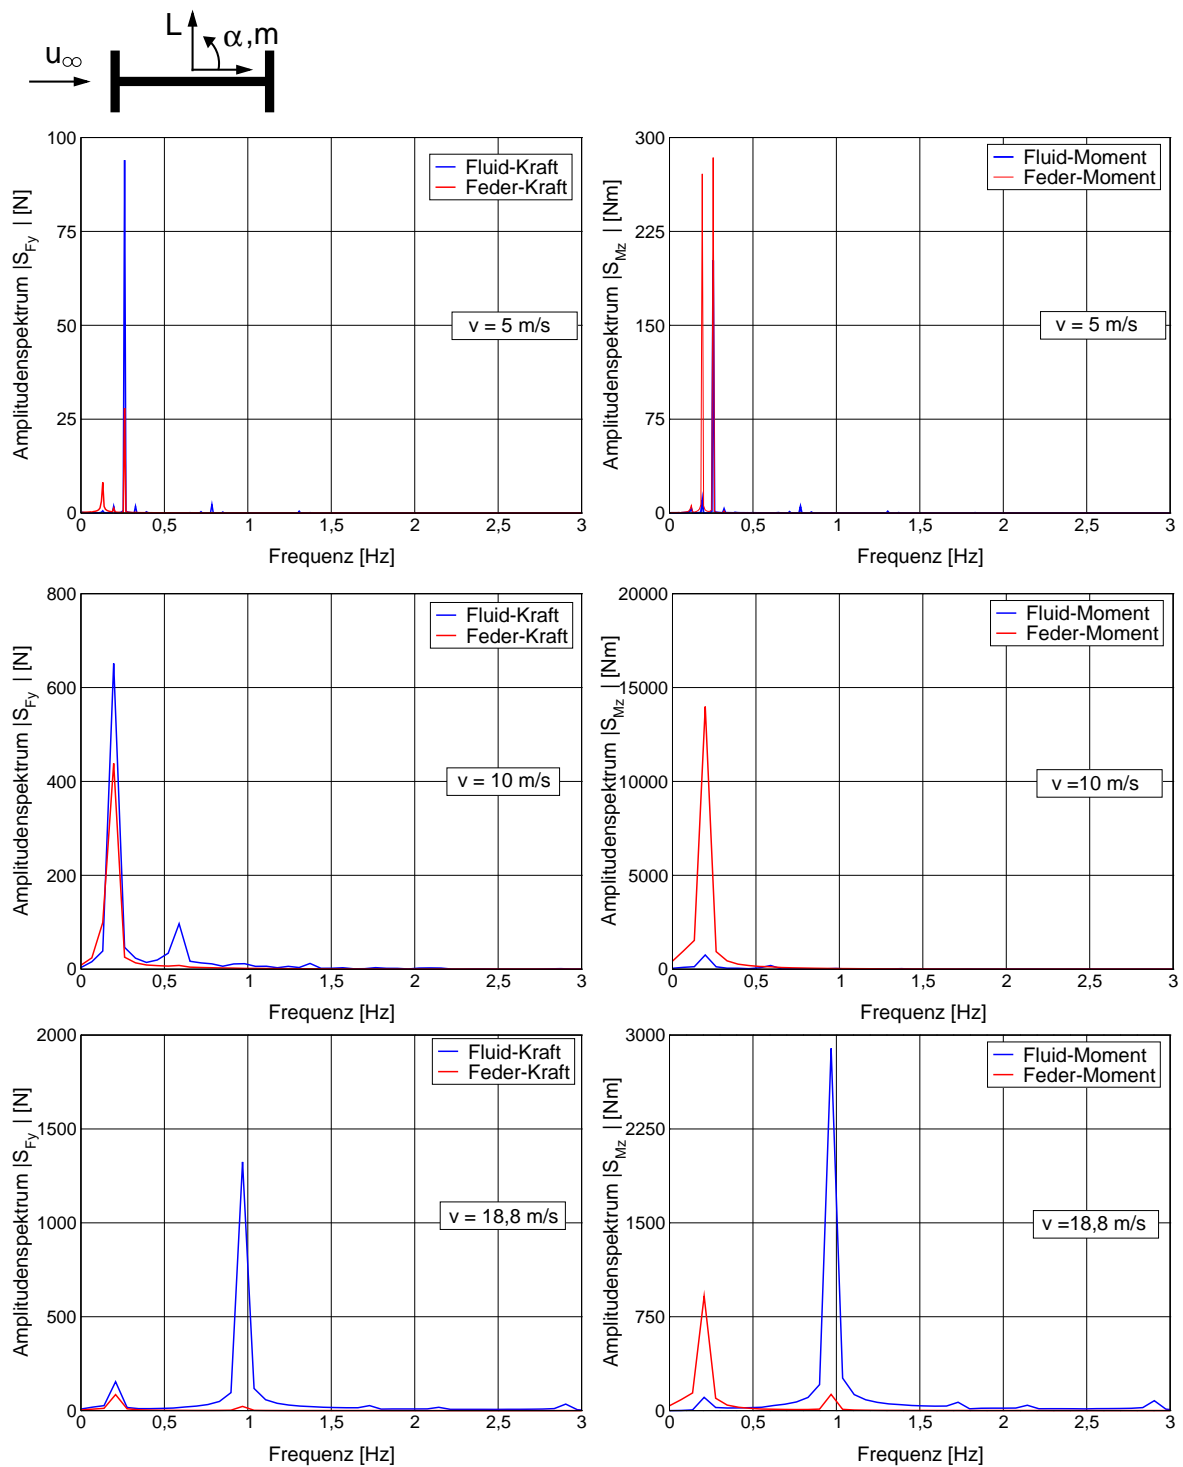 L
α,m
u∞
100
75
50
25
0
Amplitudenspektrum |S_Fy | [N]
Fluid-Kraft
Feder-Kraft
v = 5 m/s
0 0,5 1 1,5 2 2,5 3
Frequenz [Hz]
300
225
150
75
0
Amplitudenspektrum |S_Mz | [Nm]
Fluid-Moment
Feder-Moment
v = 5 m/s
0 0,5 1 1,5 2 2,5 3
Frequenz [Hz]
800
600
400
200
0
Amplitudenspektrum |S_Fy | [N]
Fluid-Kraft
Feder-Kraft
v = 10 m/s
0 0,5 1 1,5 2 2,5 3
Frequenz [Hz]
20000
15000
10000
5000
0
Amplitudenspektrum |S_Mz | [Nm]
Fluid-Moment
Feder-Moment
v =10 m/s
0 0,5 1 1,5 2 2,5 3
Frequenz [Hz]
2000
1500
1000
500
0
Amplitudenspektrum |S_Fy | [N]
Fluid-Kraft
Feder-Kraft
v = 18,8 m/s
0 0,5 1 1,5 2 2,5 3
Frequenz [Hz]
3000
2250
1500
750
0
Amplitudenspektrum |S_Mz | [Nm]
Fluid-Moment
Feder-Moment
v =18,8 m/s
0 0,5 1 1,5 2 2,5 3
Frequenz [Hz]